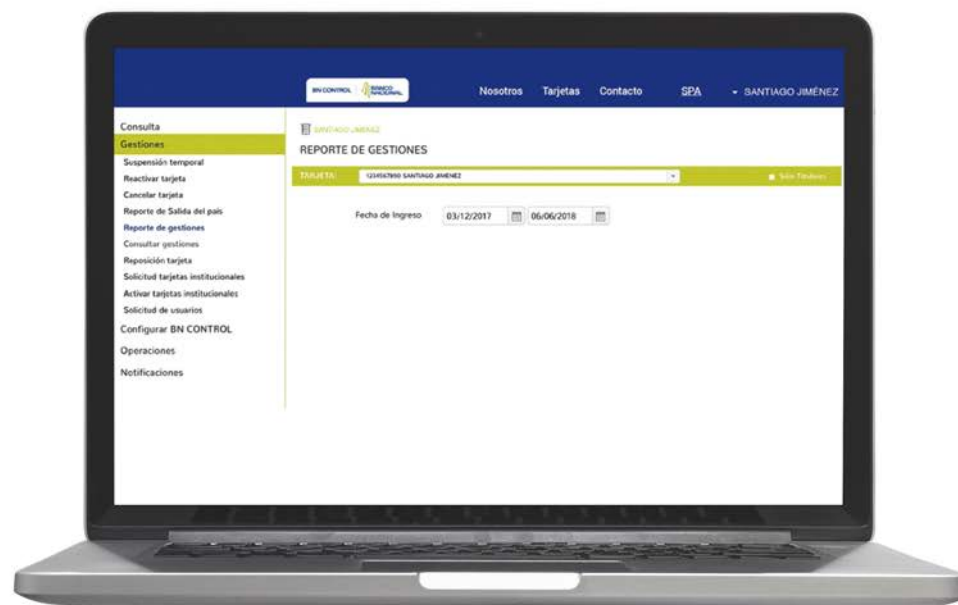 BN CONTROL BANCO NACIONAL
Nosotros Tarjetas Contacto SPA SANTIAGO JIMÉNEZ
Consulta
Gestiones
Suspensión temporal
Reactivar tarjeta
Cancelar tarjeta
Reporte de Salida del país
Reporte de gestiones
Consultar gestiones
Reposición tarjeta
Solicitud tarjetas institucionales
Activar tarjetas institucionales
Solicitud de usuarios
Configurar BN CONTROL
Operaciones
Notificaciones
SANTIAGO JIMÉNEZ
REPORTE DE GESTIONES
TARJETA: 1234567890 SANTIAGO JIMENEZ Sólo Titulares
Fecha de Ingreso 03/12/2017 06/06/2018